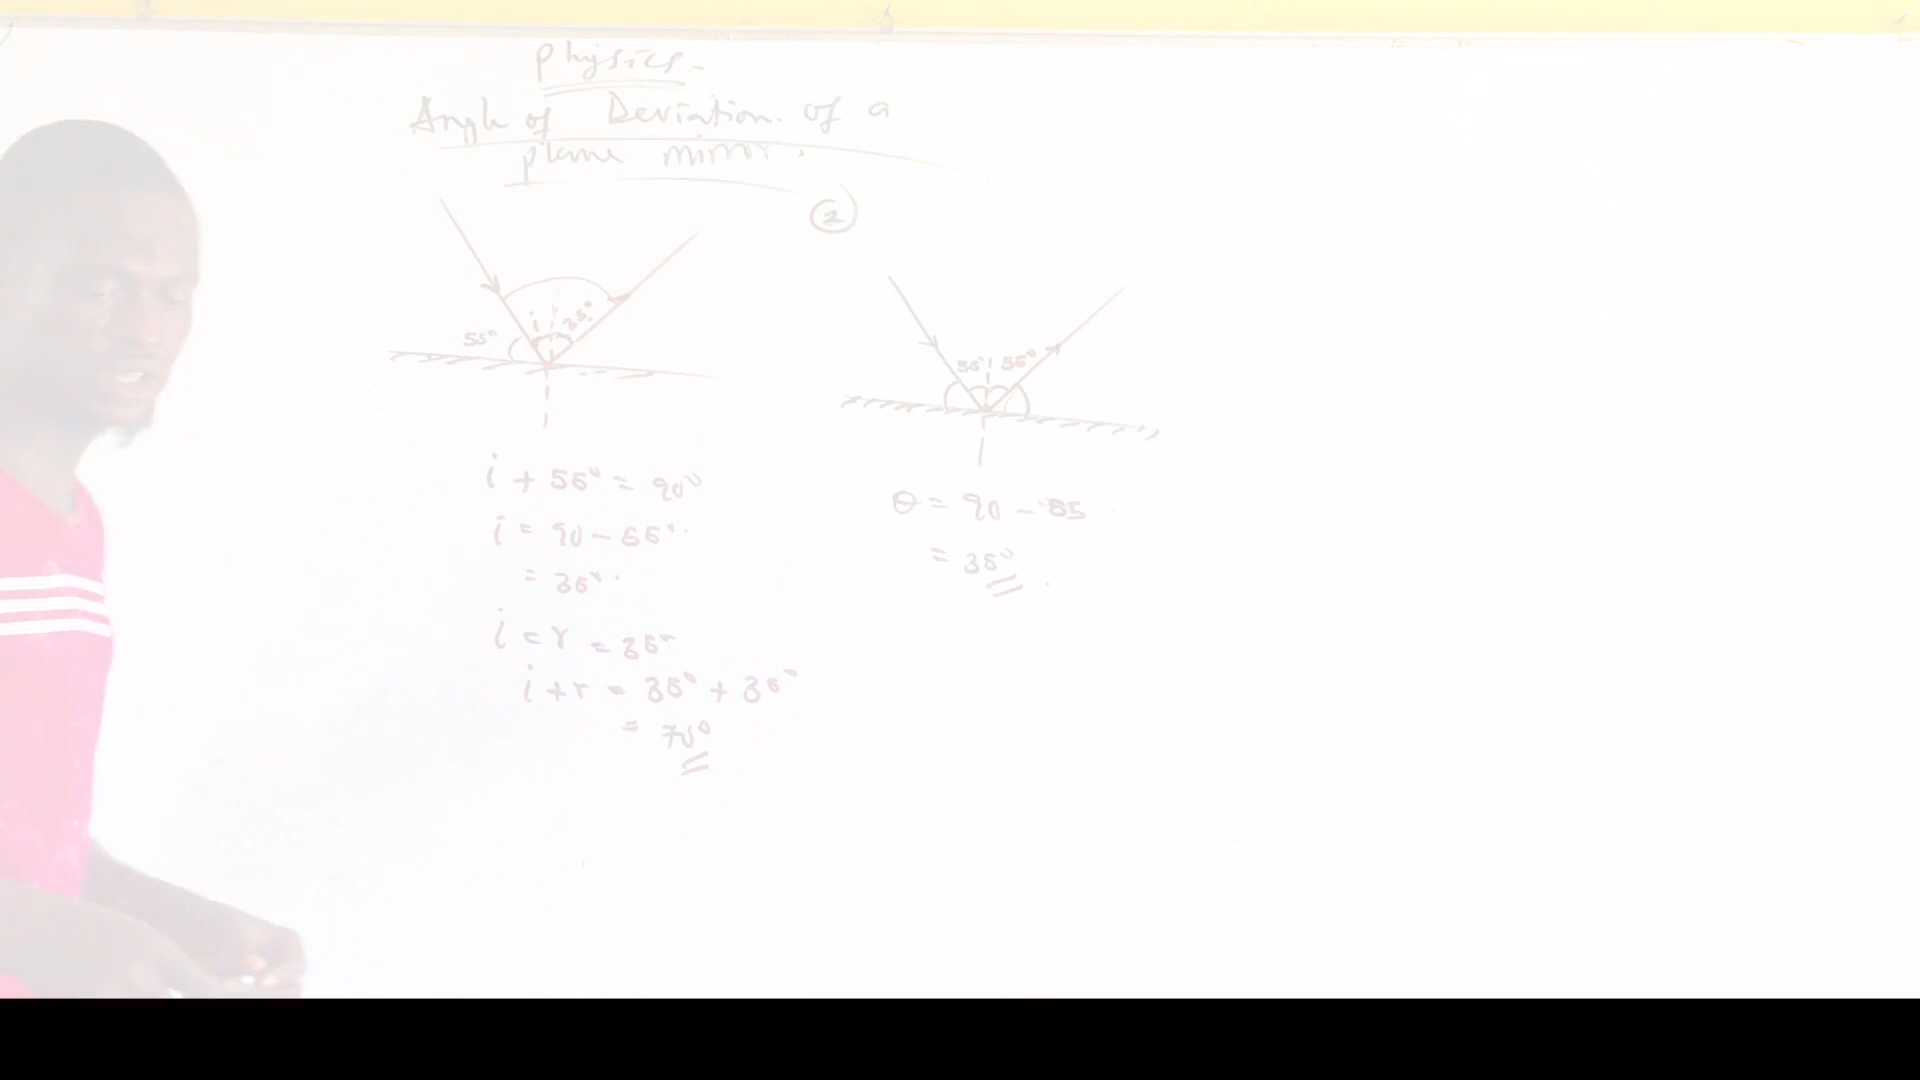 Physics.
Angle of Deviation of a
plane mirror.
2
55° i 35°
i + 55° = 90°
i = 90 - 55°
= 35°
i = r = 35°
i + r = 35° + 35°
= 70°
55° 55°
θ = 90 - 55
= 35°